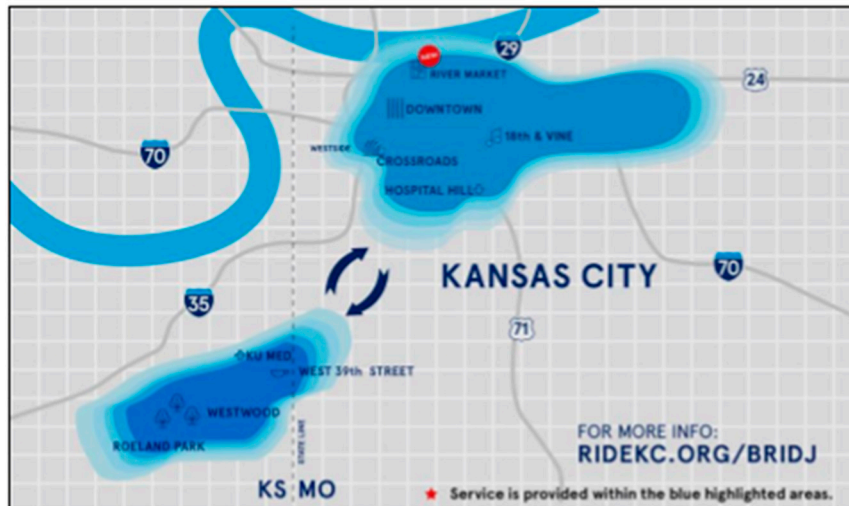 29
NEW!
RIVER MARKET
24
DOWNTOWN
18th & VINE
70
WESTSIDE
CROSSROADS
HOSPITAL HILL
KANSAS CITY
70
35
71
KU MED
WEST 39th STREET
WESTWOOD
ROELAND PARK
STATE LINE
FOR MORE INFO:
RIDEKC.ORG/BRIDJ
KS MO
★ Service is provided within the blue highlighted areas.